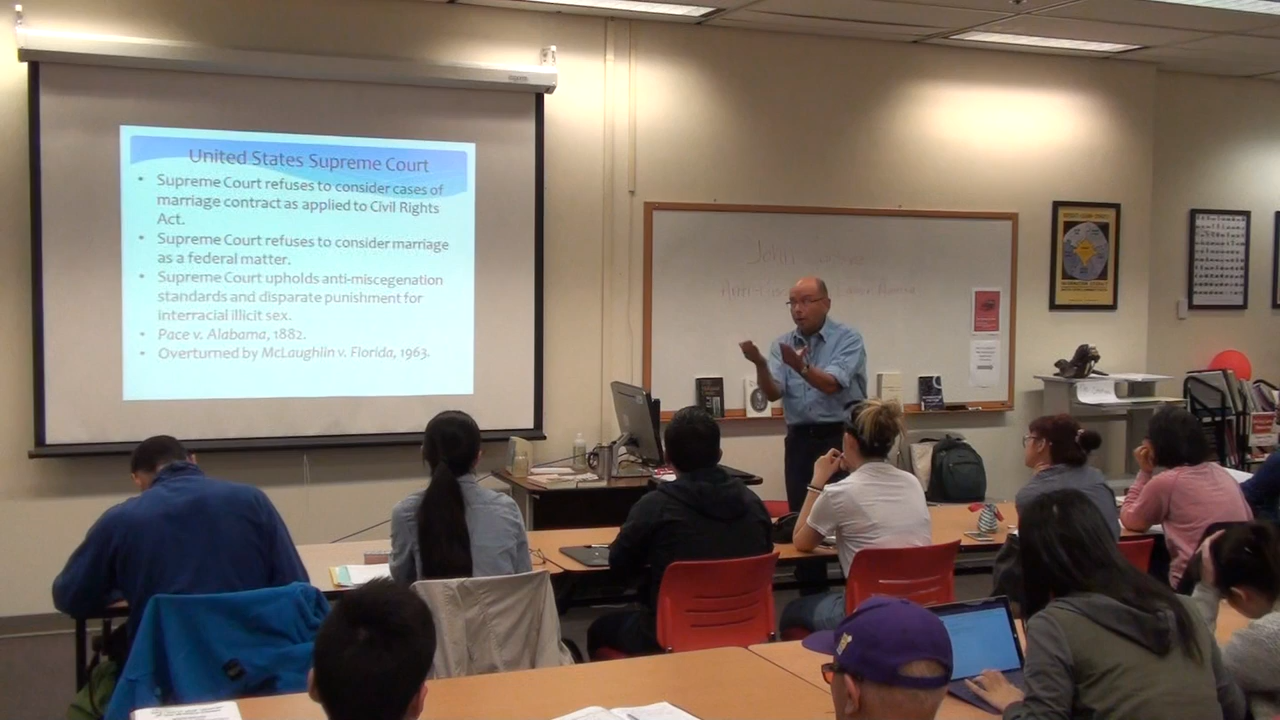 United States Supreme Court
• Supreme Court refuses to consider cases of
marriage contract as applied to Civil Rights
Act.
• Supreme Court refuses to consider marriage
as a federal matter.
• Supreme Court upholds anti-miscegenation
standards and disparate punishment for
interracial illicit sex.
• Pace v. Alabama, 1882.
• Overturned by McLaughlin v. Florida, 1963.
John